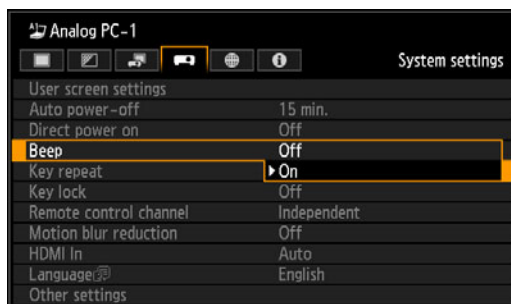 Analog PC-1
System settings
User screen settings
Auto power-off 15 min.
Direct power on Off
Beep Off
Key repeat On
Key lock Off
Remote control channel Independent
Motion blur reduction Off
HDMI In Auto
Language English
Other settings